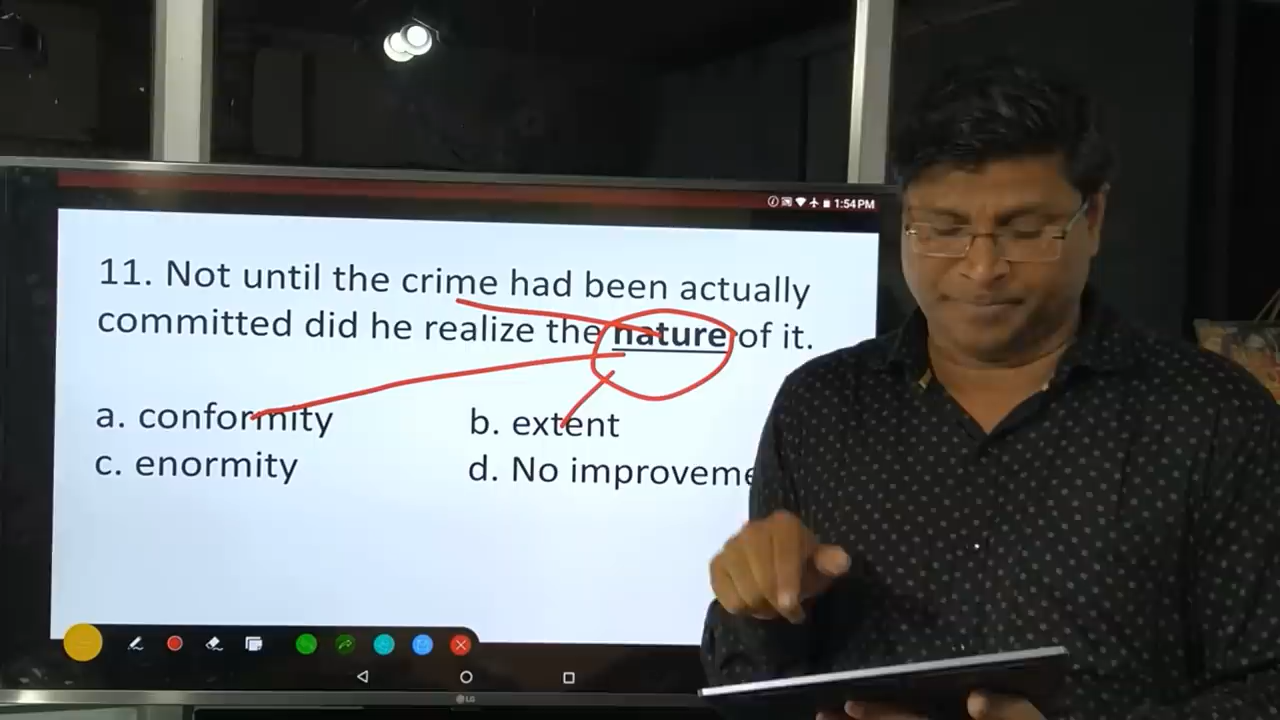 1:54 PM
11. Not until the crime had been actually
committed did he realize the nature of it.
a. conformity b. extent
c. enormity d. No improveme
LG